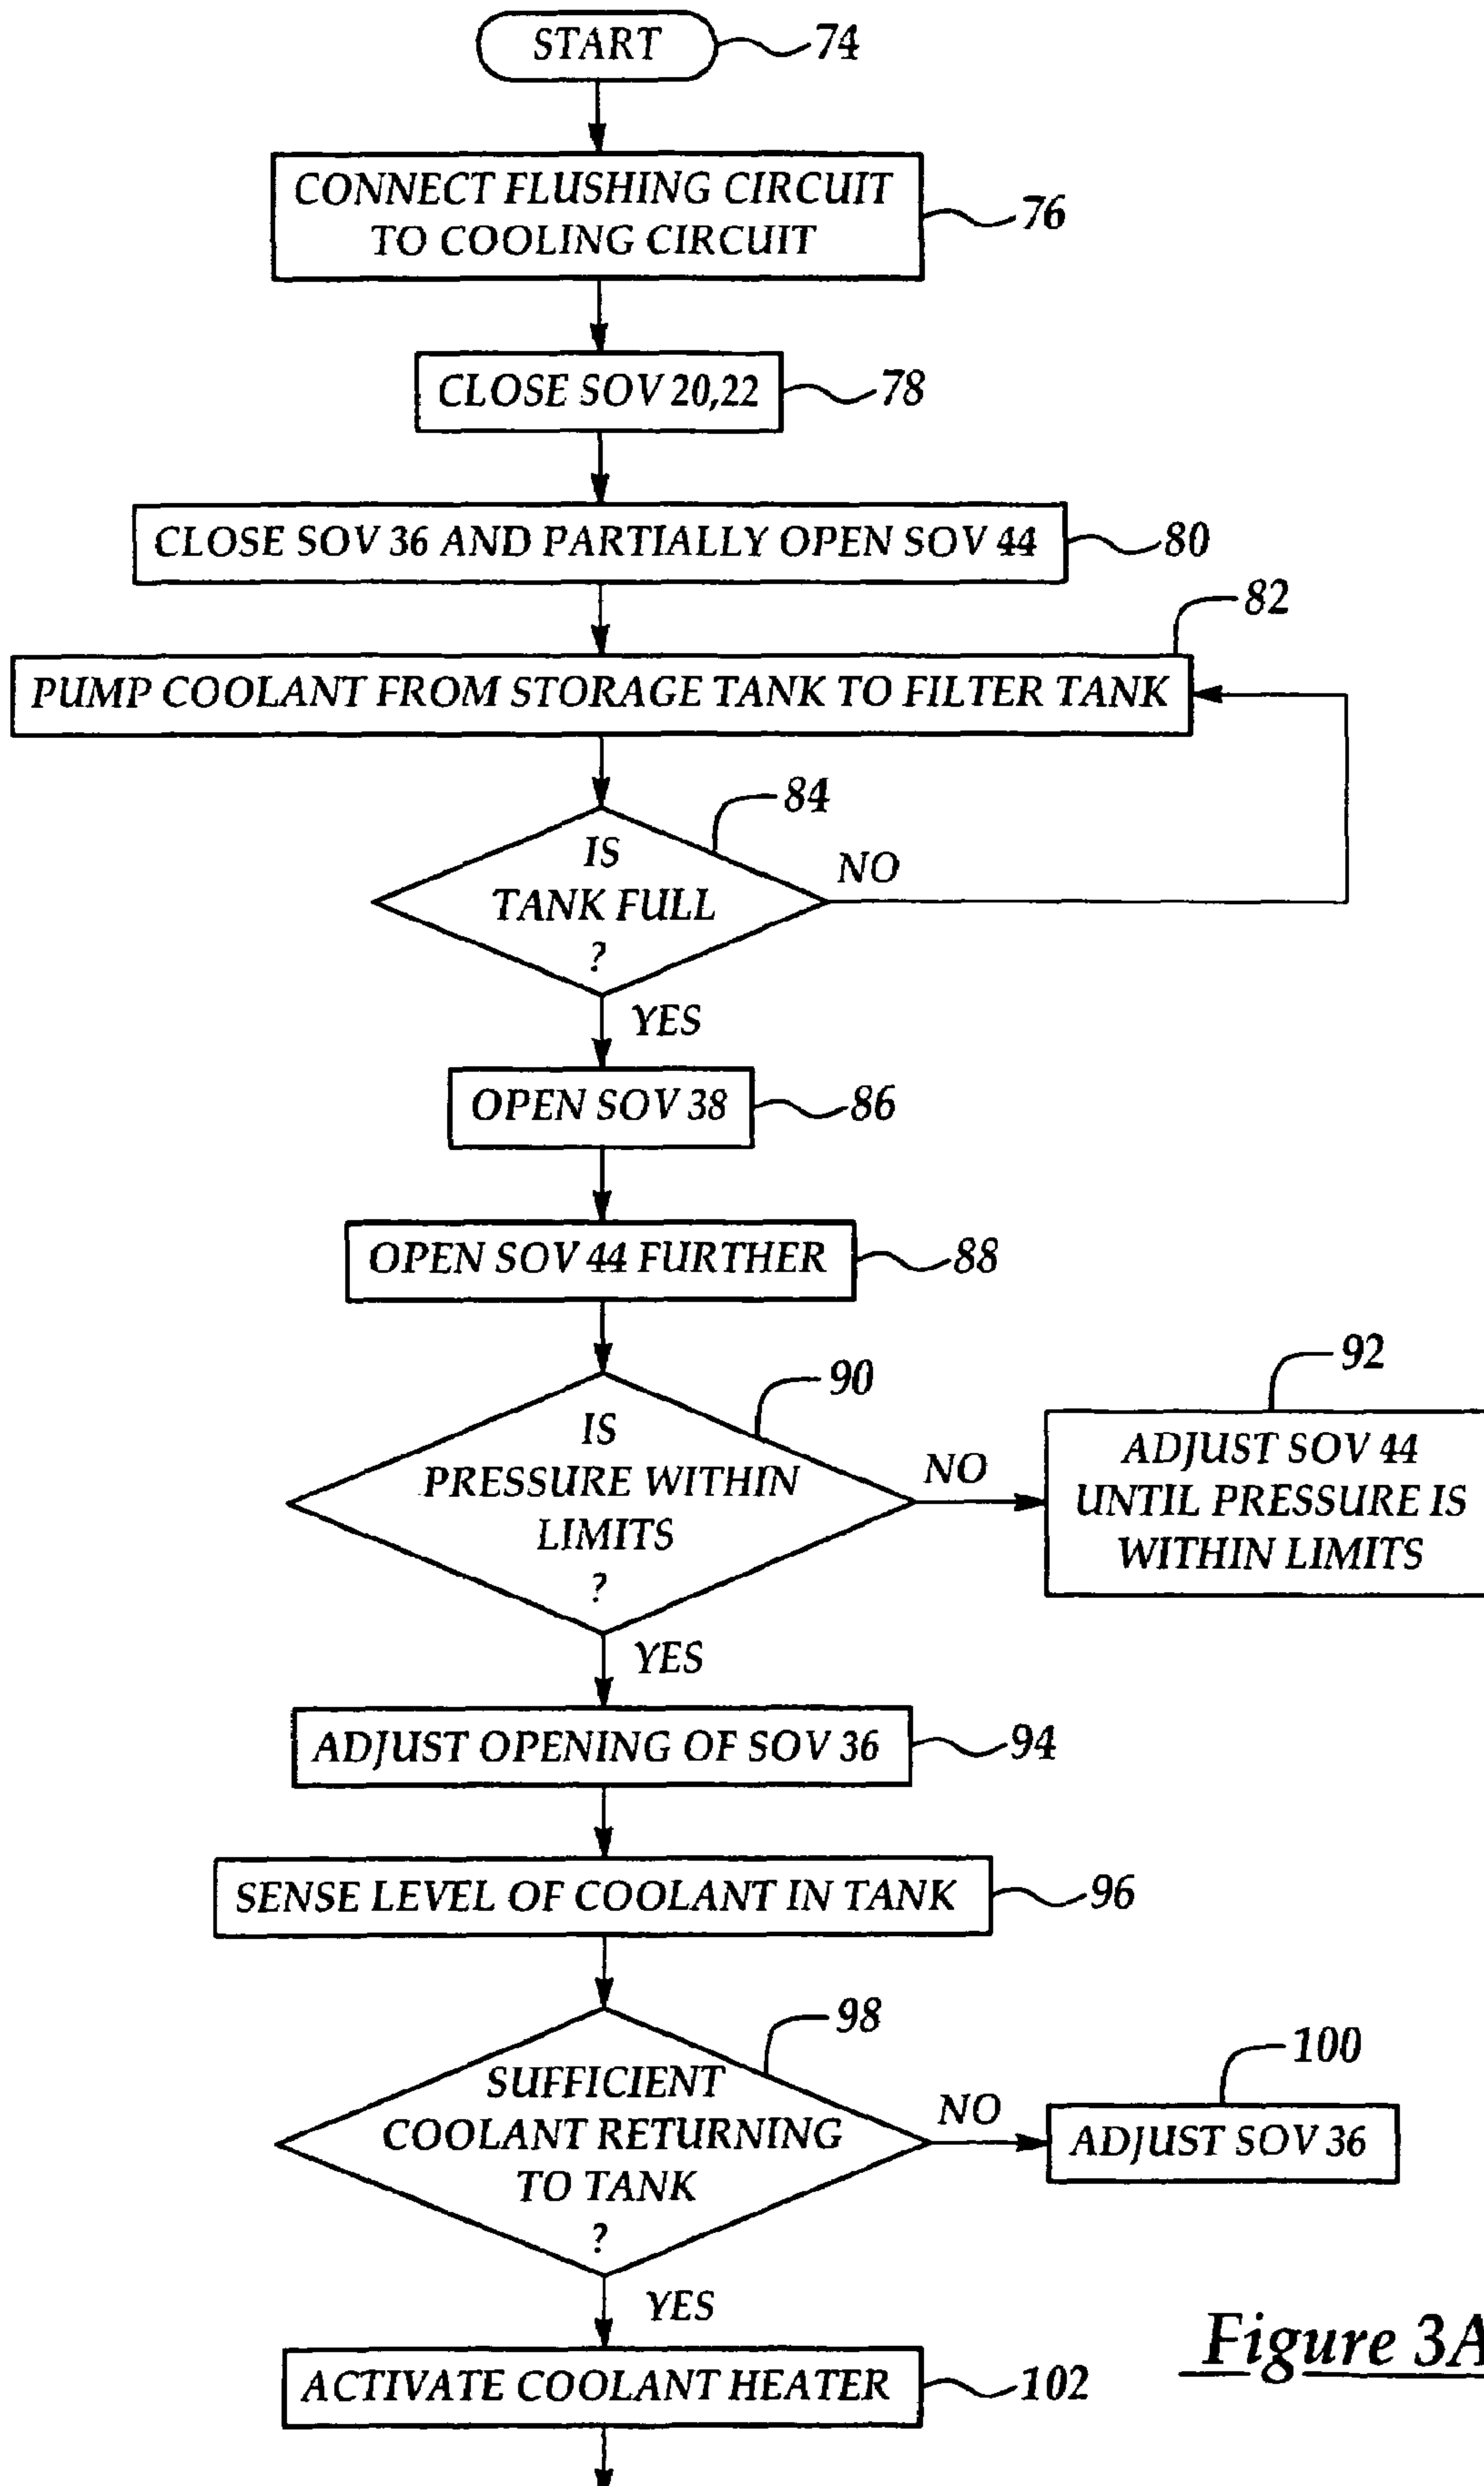 START
74
CONNECT FLUSHING CIRCUIT
TO COOLING CIRCUIT
76
CLOSE SOV 20,22
78
CLOSE SOV 36 AND PARTIALLY OPEN SOV 44
80
82
PUMP COOLANT FROM STORAGE TANK TO FILTER TANK
84
IS
TANK FULL
?
NO
YES
OPEN SOV 38
86
OPEN SOV 44 FURTHER
88
90
IS
PRESSURE WITHIN
LIMITS
?
NO
92
ADJUST SOV 44
UNTIL PRESSURE IS
WITHIN LIMITS
YES
ADJUST OPENING OF SOV 36
94
SENSE LEVEL OF COOLANT IN TANK
96
98
SUFFICIENT
COOLANT RETURNING
TO TANK
?
NO
100
ADJUST SOV 36
YES
ACTIVATE COOLANT HEATER
102
Figure 3A